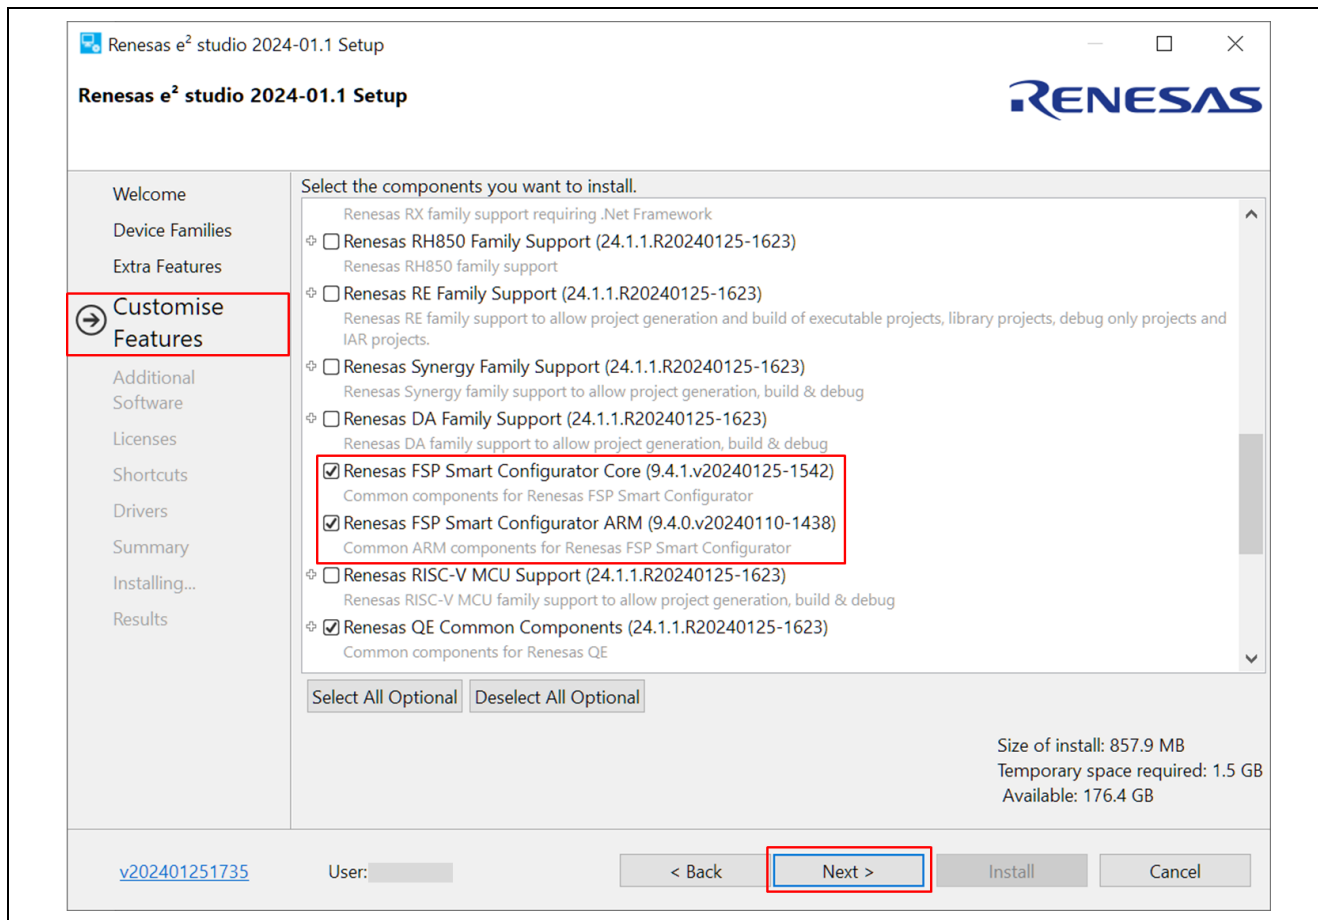 Renesas e² studio 2024-01.1 Setup
Renesas e² studio 2024-01.1 Setup
RENESAS
Welcome
Device Families
Extra Features
Customise
Features
Additional
Software
Licenses
Shortcuts
Drivers
Summary
Installing...
Results
Select the components you want to install.
Renesas RX family support requiring .Net Framework
Renesas RH850 Family Support (24.1.1.R20240125-1623)
Renesas RH850 family support
Renesas RE Family Support (24.1.1.R20240125-1623)
Renesas RE family support to allow project generation and build of executable projects, library projects, debug only projects and
IAR projects.
Renesas Synergy Family Support (24.1.1.R20240125-1623)
Renesas Synergy family support to allow project generation, build & debug
Renesas DA Family Support (24.1.1.R20240125-1623)
Renesas DA family support to allow project generation, build & debug
Renesas FSP Smart Configurator Core (9.4.1.v20240125-1542)
Common components for Renesas FSP Smart Configurator
Renesas FSP Smart Configurator ARM (9.4.0.v20240110-1438)
Common ARM components for Renesas FSP Smart Configurator
Renesas RISC-V MCU Support (24.1.1.R20240125-1623)
Renesas RISC-V MCU family support to allow project generation, build & debug
Renesas QE Common Components (24.1.1.R20240125-1623)
Common components for Renesas QE
Select All Optional Deselect All Optional
Size of install: 857.9 MB
Temporary space required: 1.5 GB
Available: 176.4 GB
v202401251735 User: < Back Next > Install Cancel